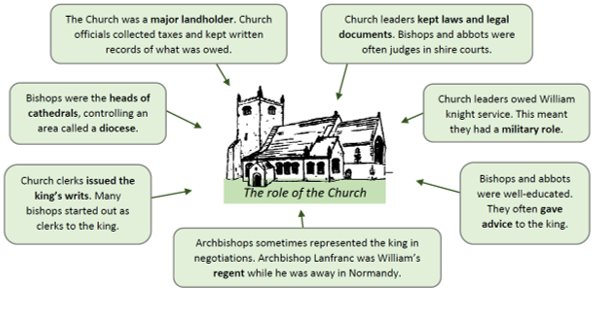 The Church was a major landholder. Church
officials collected taxes and kept written
records of what was owed.
Church leaders kept laws and legal
documents. Bishops and abbots were
often judges in shire courts.
Bishops were the heads of
cathedrals, controlling an
area called a diocese.
Church leaders owed William
knight service. This meant
they had a military role.
Church clerks issued the
king's writs. Many
bishops started out as
clerks to the king.
The role of the Church
Bishops and abbots
were well-educated.
They often gave
advice to the king.
Archbishops sometimes represented the king in
negotiations. Archbishop Lanfranc was William's
regent while he was away in Normandy.